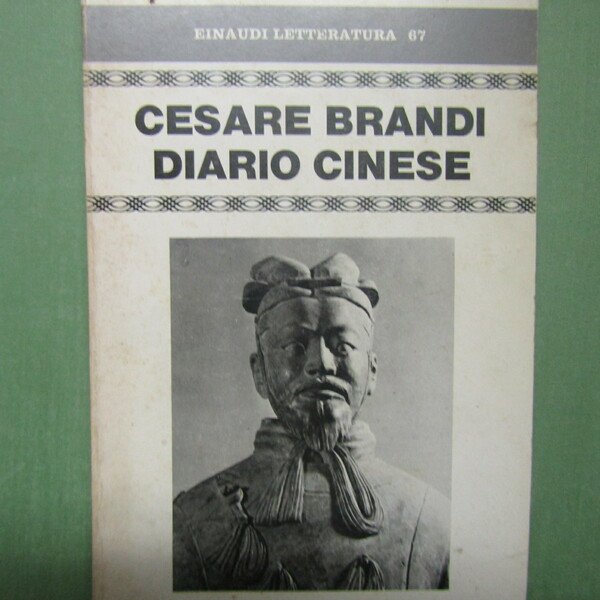 EINAUDI LETTERATURA 67
CESARE BRANDI
DIARIO CINESE